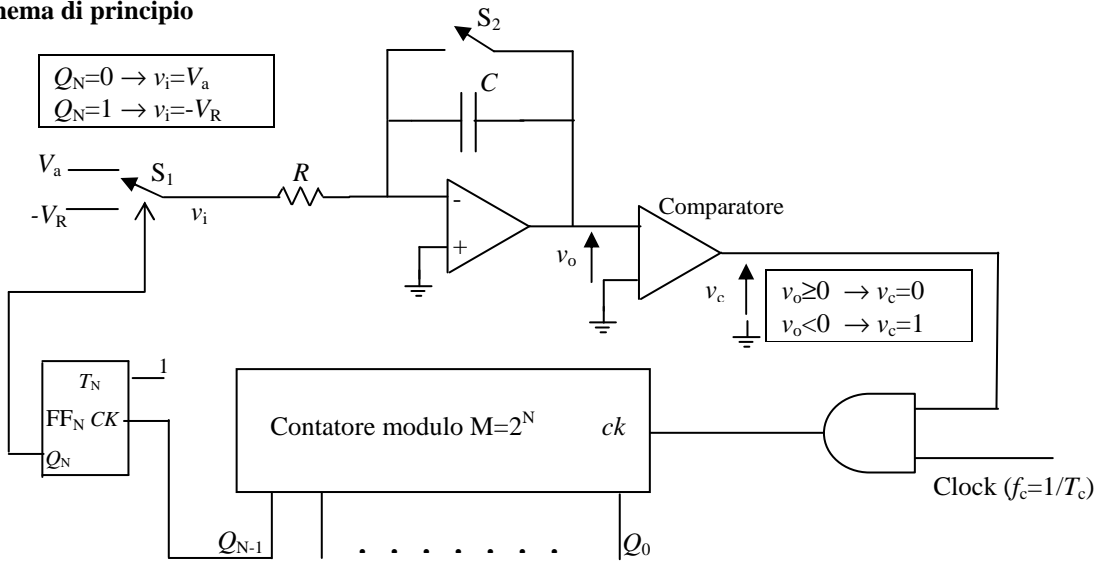 nema di principio
S2
QN=0 → vi=Va
QN=1 → vi=-VR
C
Va
S1
R
-VR
vi
-
+
Comparatore
vo
vc
vo≥0 → vc=0
vo<0 → vc=1
TN
1
FFN CK
QN
Contatore modulo M=2^N
ck
Clock (fc=1/Tc)
QN-1
. . . . . . .
Q0